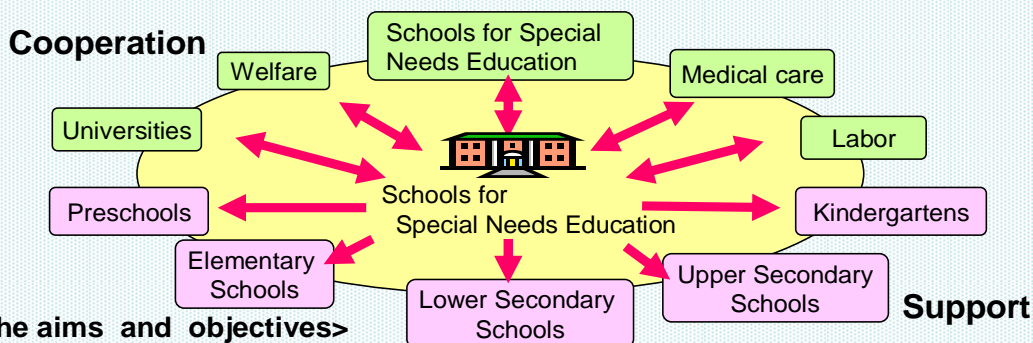 Cooperation
Schools for Special
Needs Education
Welfare
Medical care
Universities
Labor
Schools for
Special Needs Education
Preschools
Kindergartens
Elementary
Schools
Lower Secondary
Schools
Upper Secondary
Schools
Support
he aims and objectives>